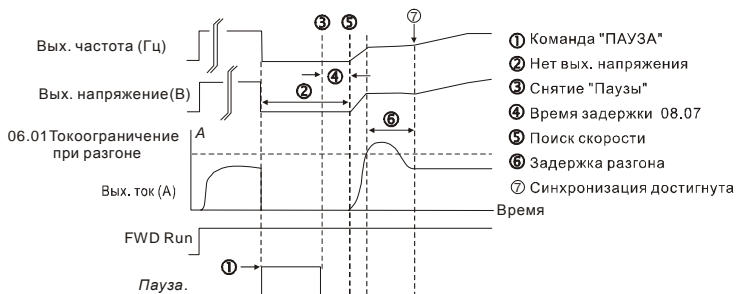 ③ ⑤ ⑦
Вых. частота (Гц)
④
Вых. напряжение(В)
②
06.01Токоограничение
при разгоне
A
⑥
Вых. ток (А)
Время
FWD Run
①
Пауза.
① Команда "ПАУЗА"
② Нет вых. напряжения
③ Снятие "Паузы"
④ Время задержки 08.07
⑤ Поиск скорости
⑥ Задержка разгона
⑦ Синхронизация достигнута